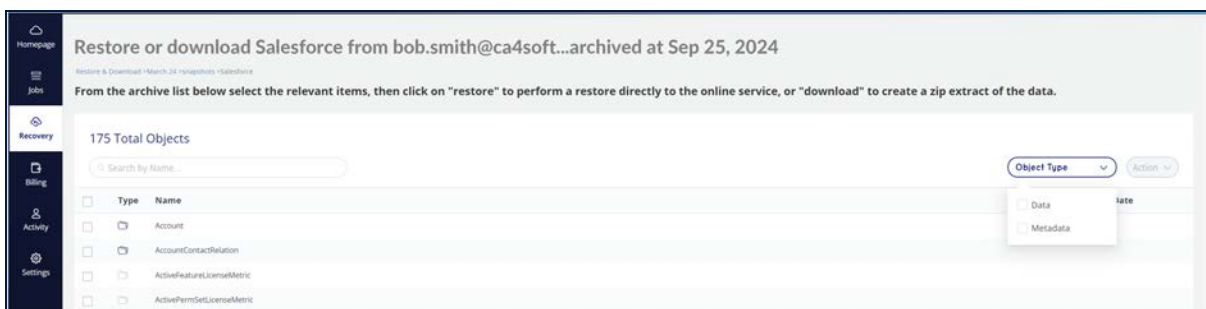 Homepage
Jobs
Recovery
Billing
Activity
Settings
Restore or download Salesforce from bob.smith@ca4soft...archived at Sep 25, 2024
Restore & Download >March 24 >snapshots >Salesforce
From the archive list below select the relevant items, then click on "restore" to perform a restore directly to the online service, or "download" to create a zip extract of the data.
175 Total Objects
Search by Name...
Object Type
Action
Type Name
Data
Metadata
Account
AccountContactRelation
ActiveFeatureLicenseMetric
ActivePermSetLicenseMetric